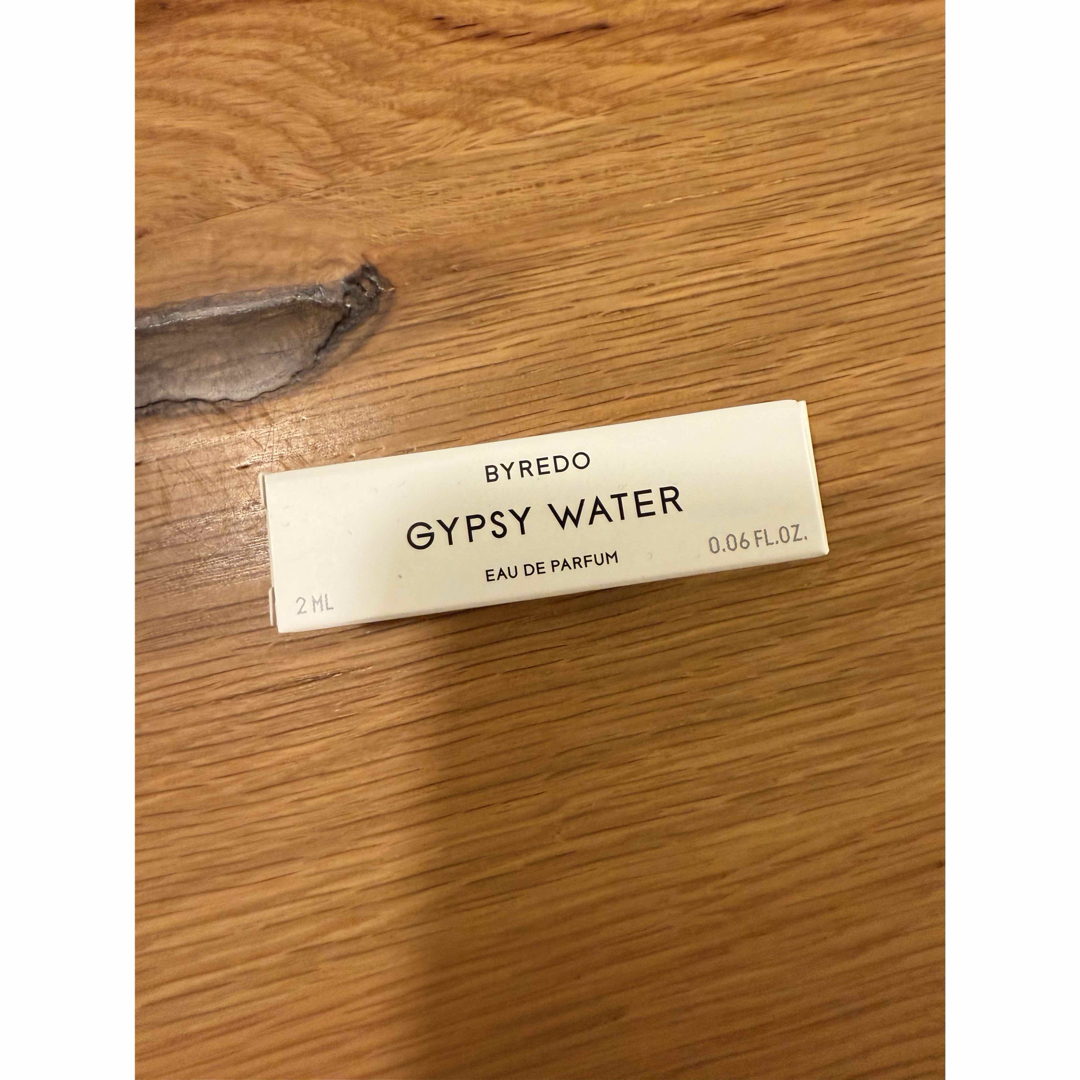 BYREDO
GYPSY WATER
EAU DE PARFUM
2 ML
0.06 FL.OZ.